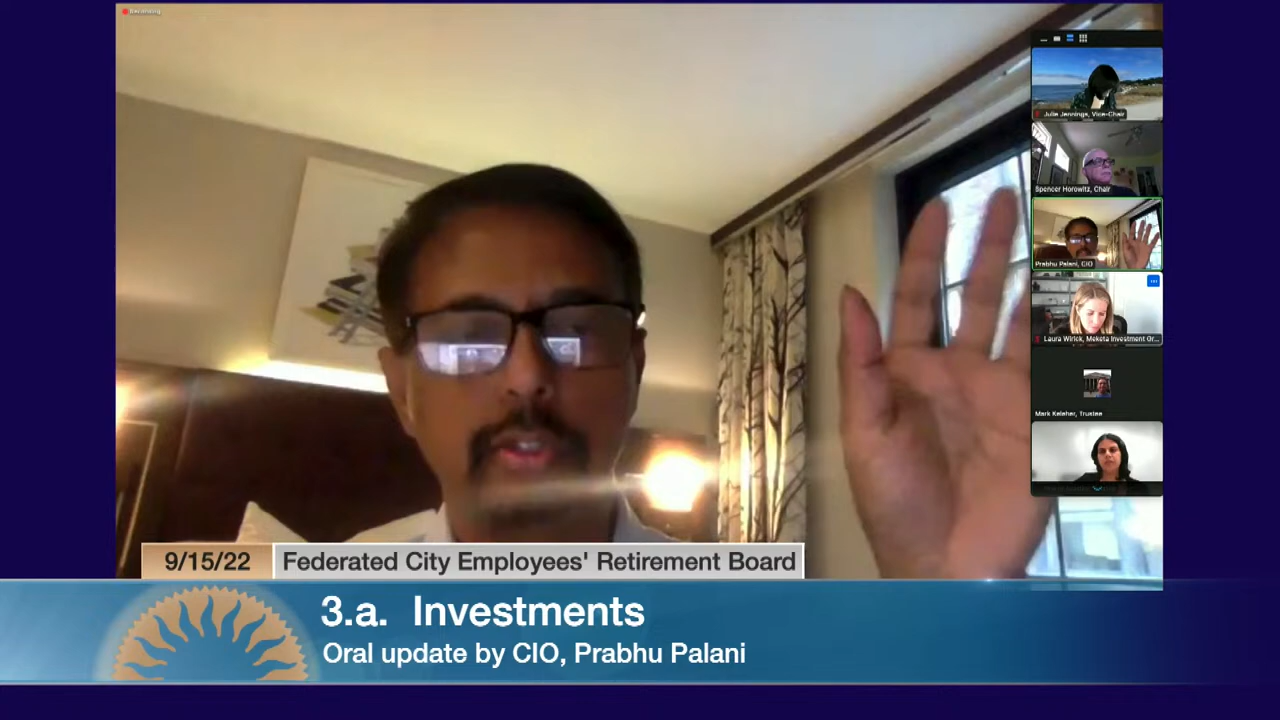 Recording
Julie Jennings, Vice-Chair
Spencer Horowitz, Chair
Prabhu Palani, CIO
Laura Wirick, Meketa Investment Gr...
Mark Keleher, Trustee
9/15/22
Federated City Employees' Retirement Board
3.a. Investments
Oral update by CIO, Prabhu Palani